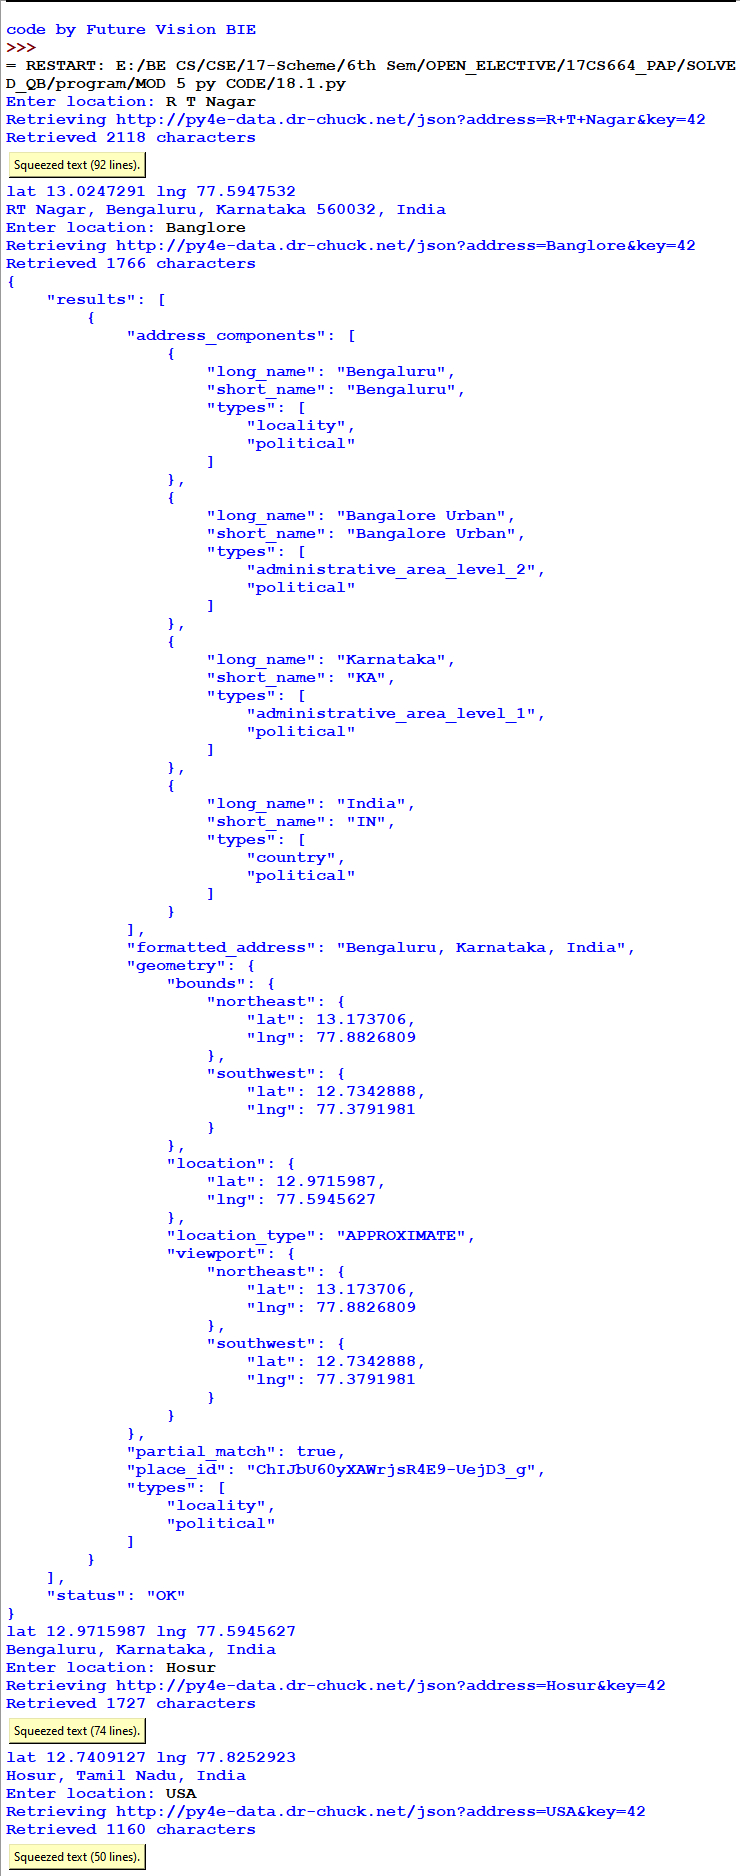 code by Future Vision BIE
>>>
= RESTART: E:/BE CS/CSE/17-Scheme/6th Sem/OPEN_ELECTIVE/17CS664_PAP/SOLVE
D_QB/program/MOD 5 py CODE/18.1.py
Enter location: R T Nagar
Retrieving http://py4e-data.dr-chuck.net/json?address=R+T+Nagar&key=42
Retrieved 2118 characters
Squeezed text (92 lines).
lat 13.0247291 lng 77.5947532
RT Nagar, Bengaluru, Karnataka 560032, India
Enter location: Banglore
Retrieving http://py4e-data.dr-chuck.net/json?address=Banglore&key=42
Retrieved 1766 characters
{
    "results": [
        {
            "address_components": [
                {
                    "long_name": "Bengaluru",
                    "short_name": "Bengaluru",
                    "types": [
                        "locality",
                        "political"
                    ]
                },
                {
                    "long_name": "Bangalore Urban",
                    "short_name": "Bangalore Urban",
                    "types": [
                        "administrative_area_level_2",
                        "political"
                    ]
                },
                {
                    "long_name": "Karnataka",
                    "short_name": "KA",
                    "types": [
                        "administrative_area_level_1",
                        "political"
                    ]
                },
                {
                    "long_name": "India",
                    "short_name": "IN",
                    "types": [
                        "country",
                        "political"
                    ]
                }
            ],
            "formatted_address": "Bengaluru, Karnataka, India",
            "geometry": {
                "bounds": {
                    "northeast": {
                        "lat": 13.173706,
                        "lng": 77.8826809
                    },
                    "southwest": {
                        "lat": 12.7342888,
                        "lng": 77.3791981
                    }
                },
                "location": {
                    "lat": 12.9715987,
                    "lng": 77.5945627
                },
                "location_type": "APPROXIMATE",
                "viewport": {
                    "northeast": {
                        "lat": 13.173706,
                        "lng": 77.8826809
                    },
                    "southwest": {
                        "lat": 12.7342888,
                        "lng": 77.3791981
                    }
                }
            },
            "partial_match": true,
            "place_id": "ChIJbU60yXAWrjsR4E9-UejD3_g",
            "types": [
                "locality",
                "political"
            ]
        }
    ],
    "status": "OK"
}
lat 12.9715987 lng 77.5945627
Bengaluru, Karnataka, India
Enter location: Hosur
Retrieving http://py4e-data.dr-chuck.net/json?address=Hosur&key=42
Retrieved 1727 characters
Squeezed text (74 lines).
lat 12.7409127 lng 77.8252923
Hosur, Tamil Nadu, India
Enter location: USA
Retrieving http://py4e-data.dr-chuck.net/json?address=USA&key=42
Retrieved 1160 characters
Squeezed text (50 lines).